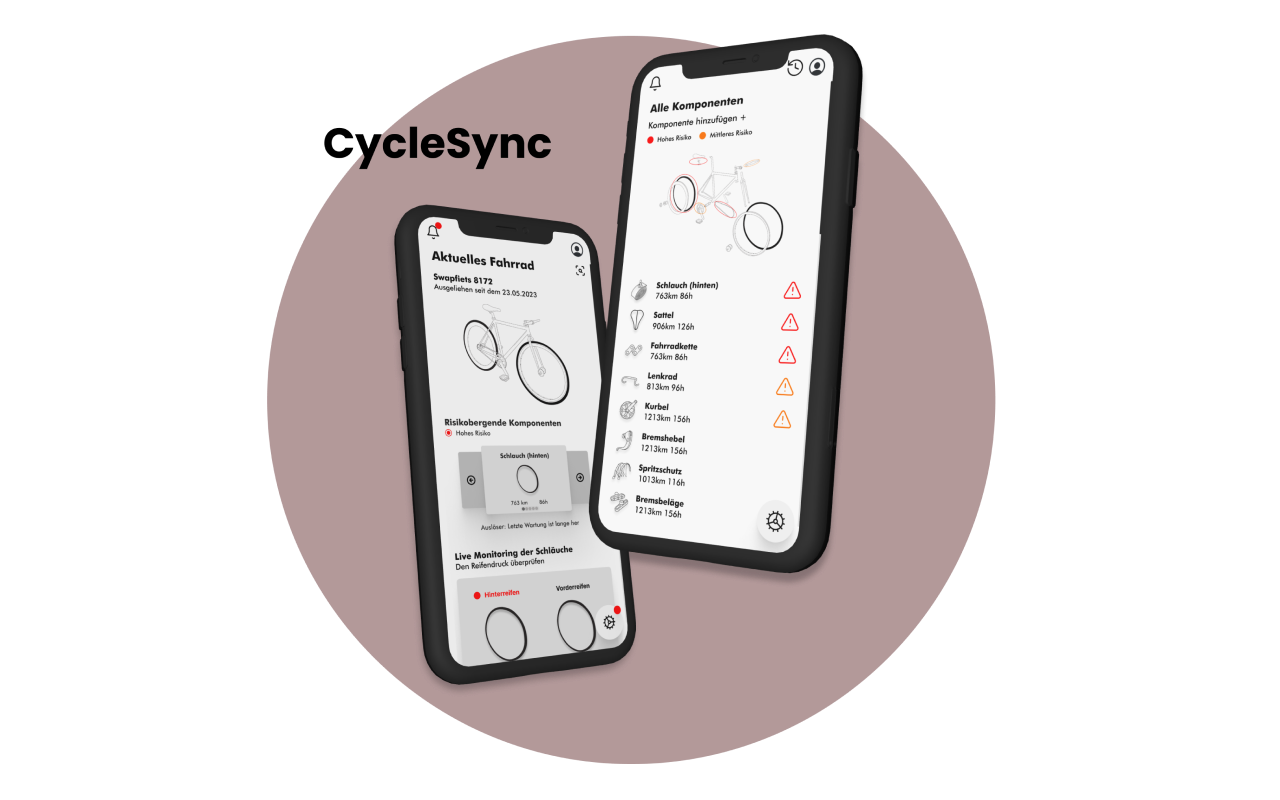 CycleSync
Aktuelles Fahrrad
Swapfiets 8172
Ausgeliehen seit dem 23.05.2023
Risikobergende Komponenten
Hohes Risiko
Schlauch (hinten)
763 km 86h
Auslöser: Letzte Wartung ist lange her
Live Monitoring der Schläuche
Den Reifendruck überprüfen
Hinterreifen Vorderreifen
Alle Komponenten
Komponente hinzufügen +
Hohes Risiko Mittleres Risiko
Schlauch (hinten)
763km 86h
Sattel
906km 126h
Fahrradkette
763km 86h
Lenkrad
813km 96h
Kurbel
1213km 156h
Bremshebel
1213km 156h
Spritzschutz
1013km 116h
Bremsbeläge
1213km 156h